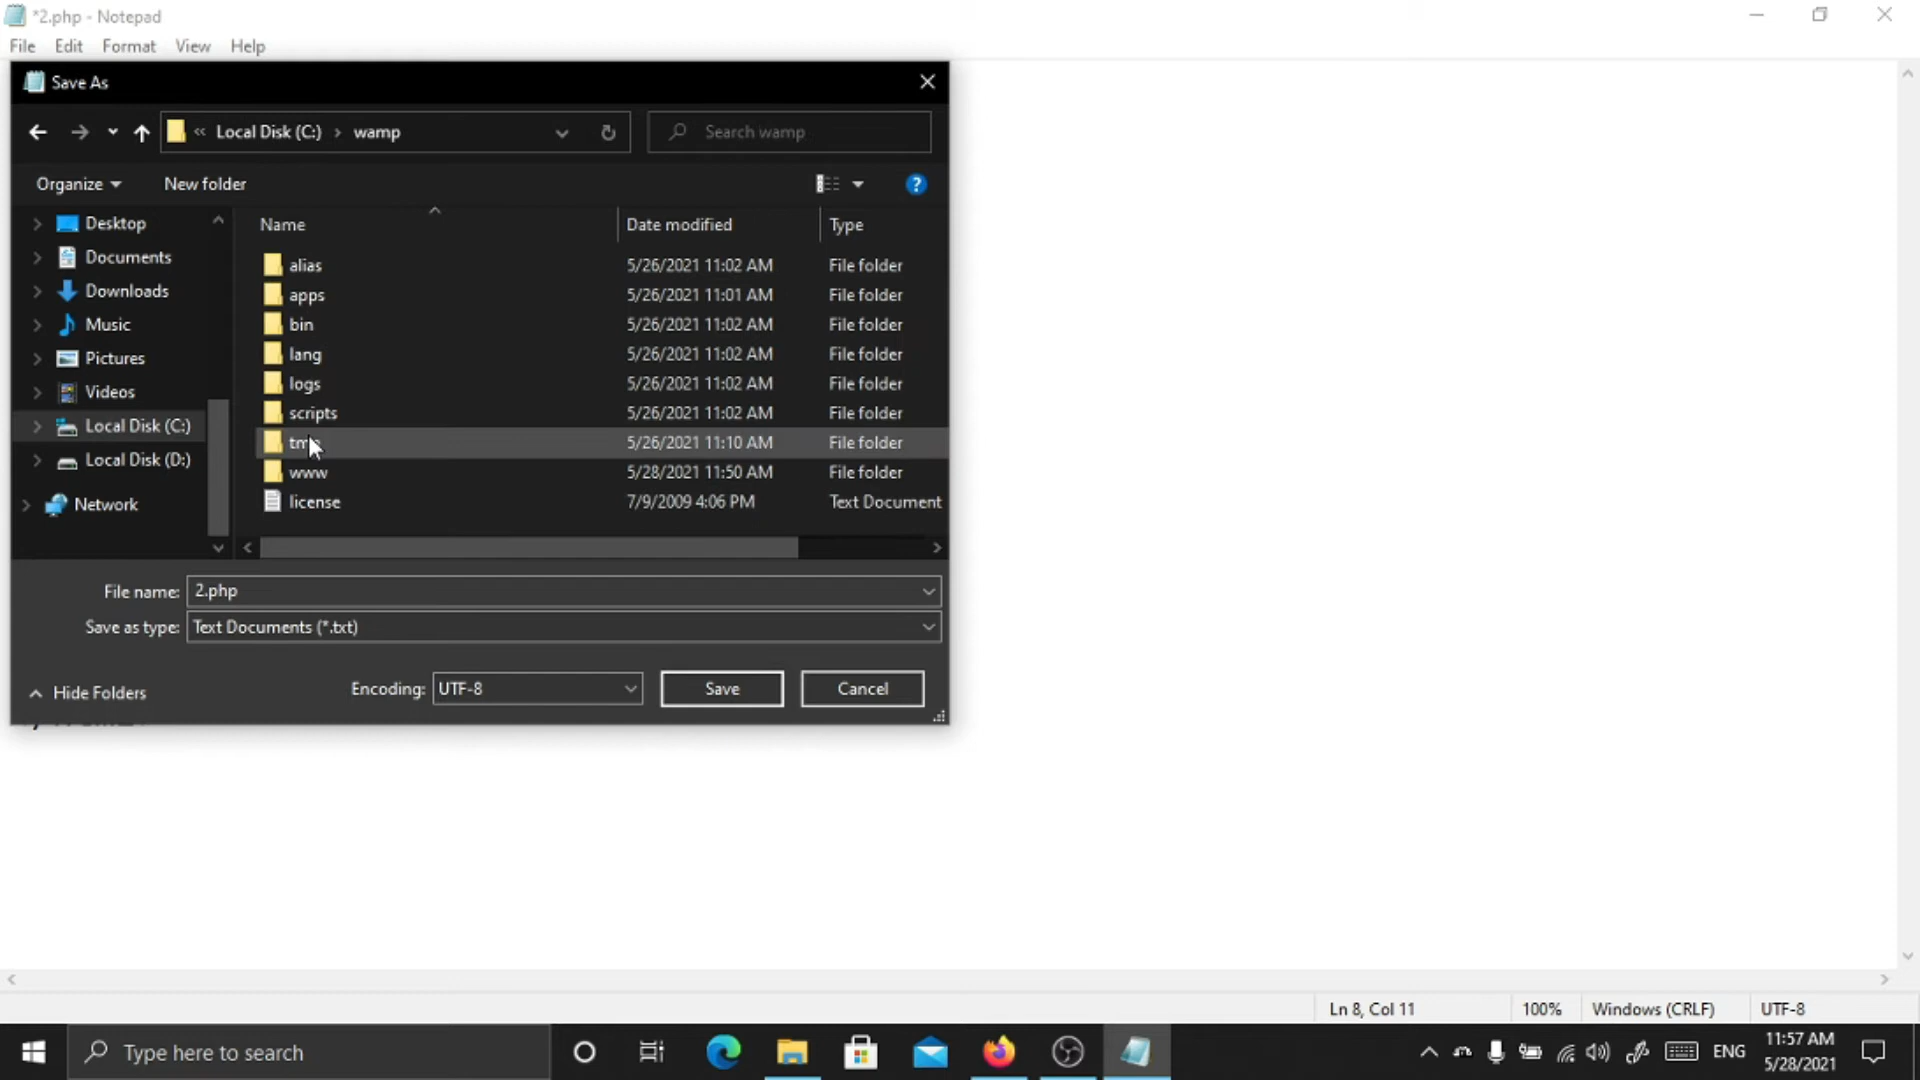 *2.php - Notepad
File Edit Format View Help
Save As
« Local Disk (C:) › wamp
Search wamp
Organize New folder
Name Date modified Type
Desktop
Documents
Downloads
Music
Pictures
Videos
Local Disk (C:)
Local Disk (D:)
Network
alias 5/26/2021 11:02 AM File folder
apps 5/26/2021 11:01 AM File folder
bin 5/26/2021 11:02 AM File folder
lang 5/26/2021 11:02 AM File folder
logs 5/26/2021 11:02 AM File folder
scripts 5/26/2021 11:02 AM File folder
5/26/2021 11:10 AM File folder
www 5/28/2021 11:50 AM File folder
license 7/9/2009 4:06 PM Text Document
File name: 2.php
Save as type: Text Documents (*.txt)
Hide Folders Encoding: UTF-8 Save Cancel
Ln 8, Col 11 100% Windows (CRLF) UTF-8
Type here to search
ENG
11:57 AM
5/28/2021